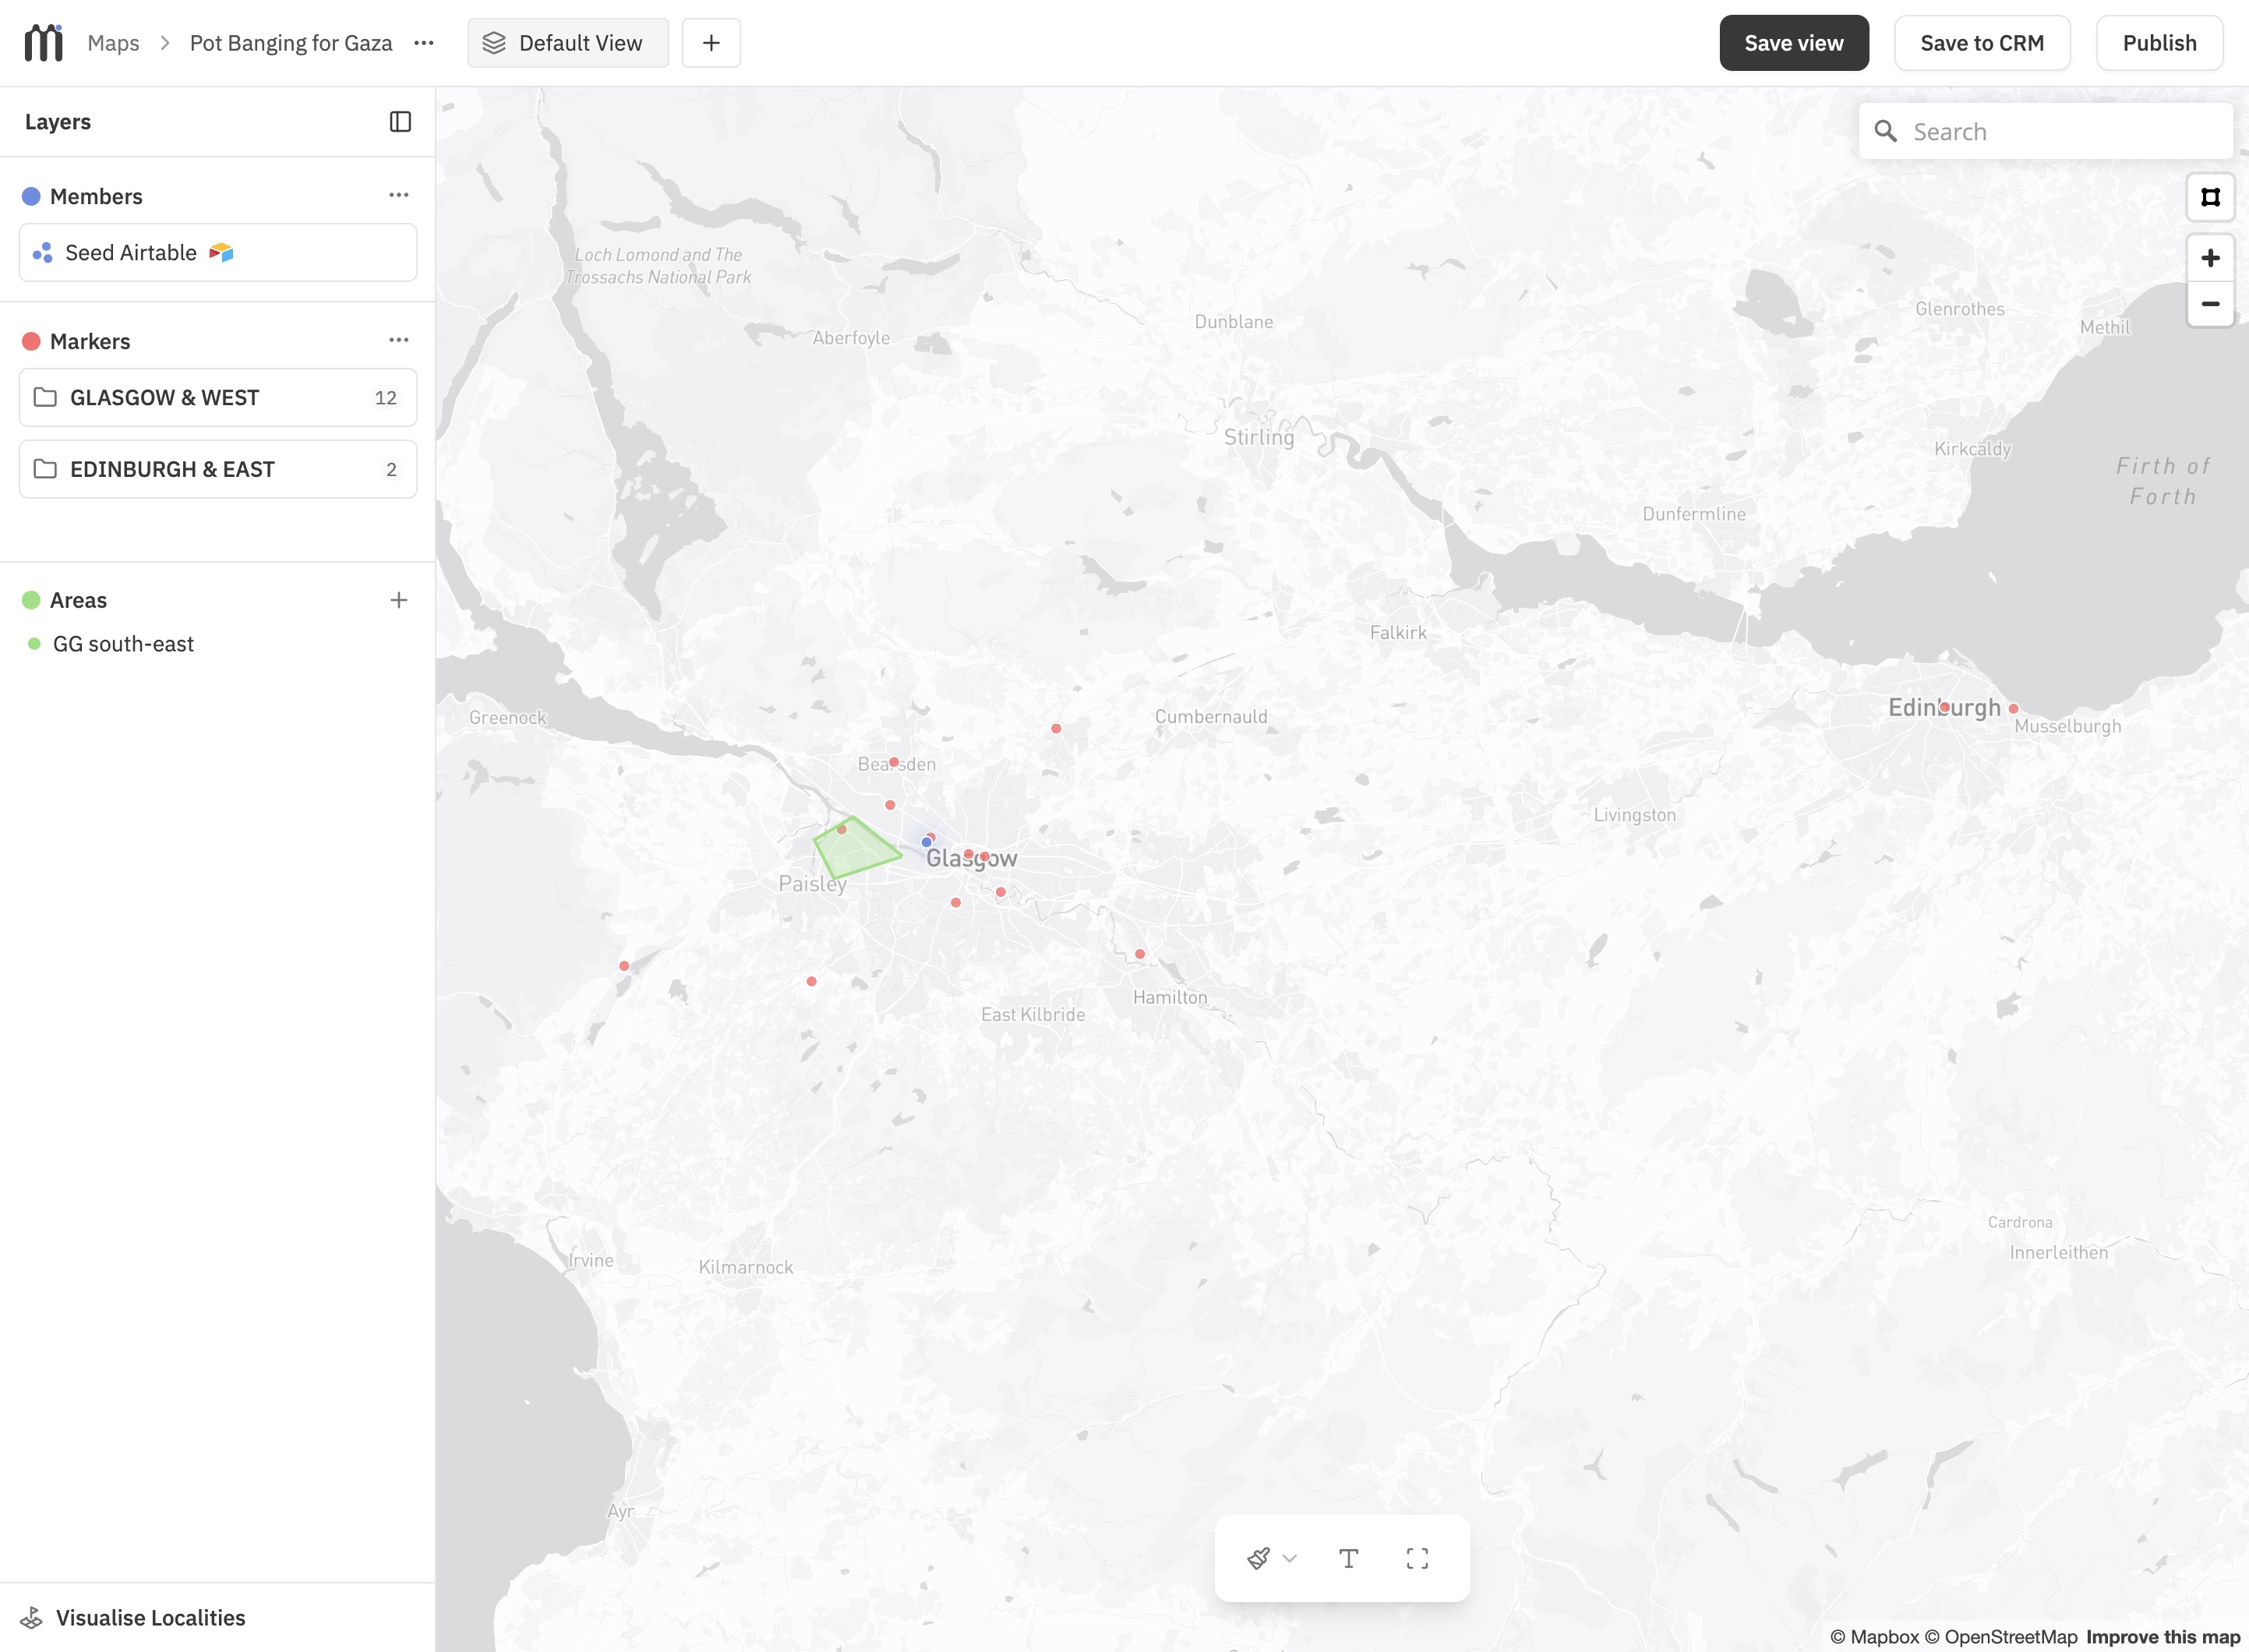 Maps
Pot Banging for Gaza
Default View
Save view
Save to CRM
Publish
Layers
Members
Seed Airtable
Markers
GLASGOW & WEST 12
EDINBURGH & EAST 2
Areas
GG south-east
Visualise Localities
Search
Loch Lomond and The
Trossachs National Park
Aberfoyle
Dunblane
Glenrothes
Methil
Stirling
Kirkcaldy
Firth of
Forth
Dunfermline
Falkirk
Greenock
Cumbernauld
Edinburgh
Musselburgh
Bearsden
Livingston
Glasgow
Paisley
Hamilton
East Kilbride
Cardrona
Innerleithen
Irvine
Kilmarnock
Ayr
© Mapbox © OpenStreetMap Improve this map